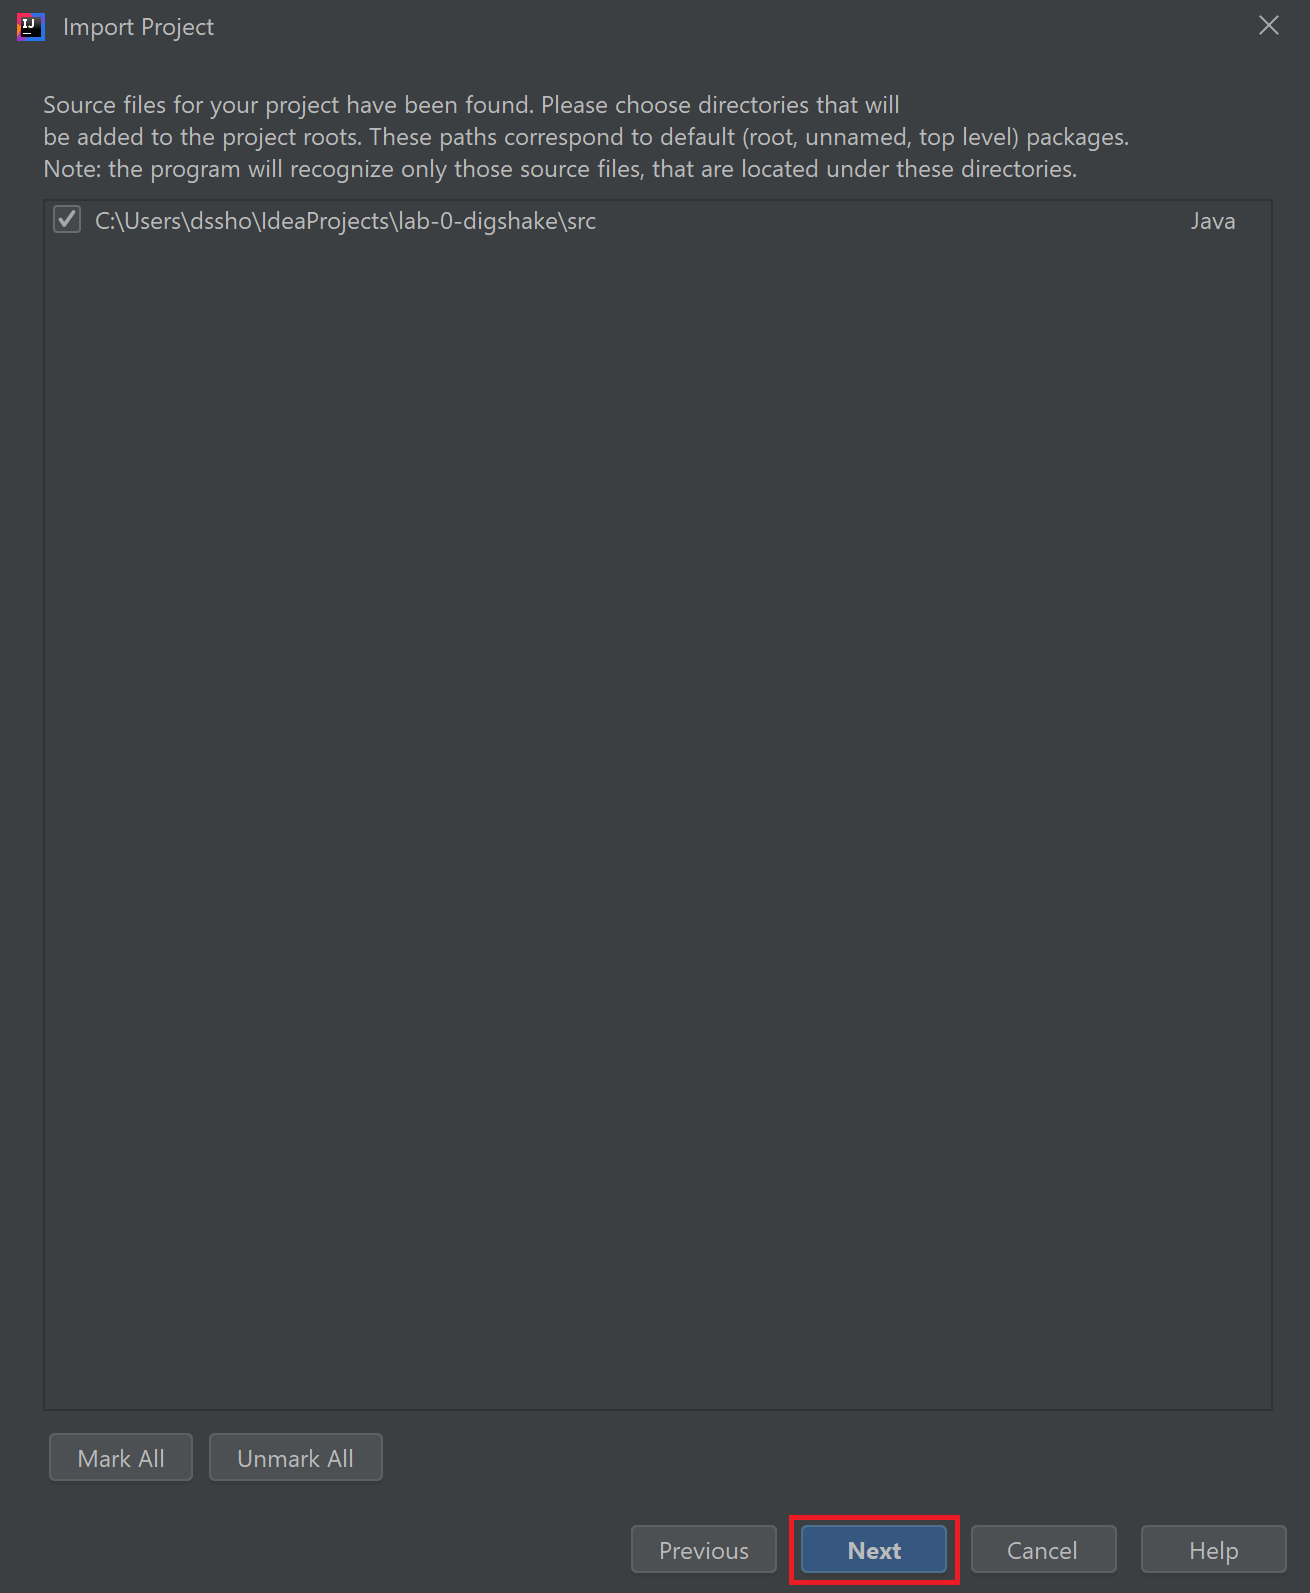 IJ
Import Project
Source files for your project have been found. Please choose directories that will
be added to the project roots. These paths correspond to default (root, unnamed, top level) packages.
Note: the program will recognize only those source files, that are located under these directories.
C:\Users\dssho\IdeaProjects\lab-0-digshake\src Java
Mark All Unmark All
Previous Next Cancel Help